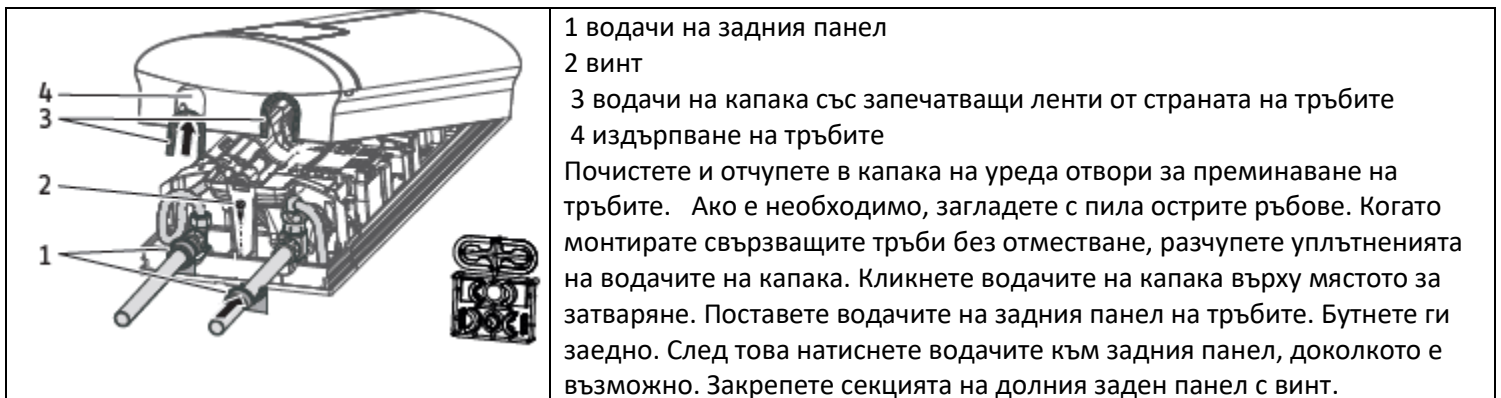 4
3
2
1
1 водачи на задния панел
2 винт
3 водачи на капака със запечатващи ленти от страната на тръбите
4 издърпване на тръбите
Почистете и отчупете в капака на уреда отвори за преминаване на
тръбите. Ако е необходимо, загладете с пила острите ръбове. Когато
монтирате свързващите тръби без отместване, разчупете уплътненията
на водачите на капака. Кликнете водачите на капака върху мястото за
затваряне. Поставете водачите на задния панел на тръбите. Бутнете ги
заедно. След това натиснете водачите към задния панел, доколкото е
възможно. Закрепете секцията на долния заден панел с винт.